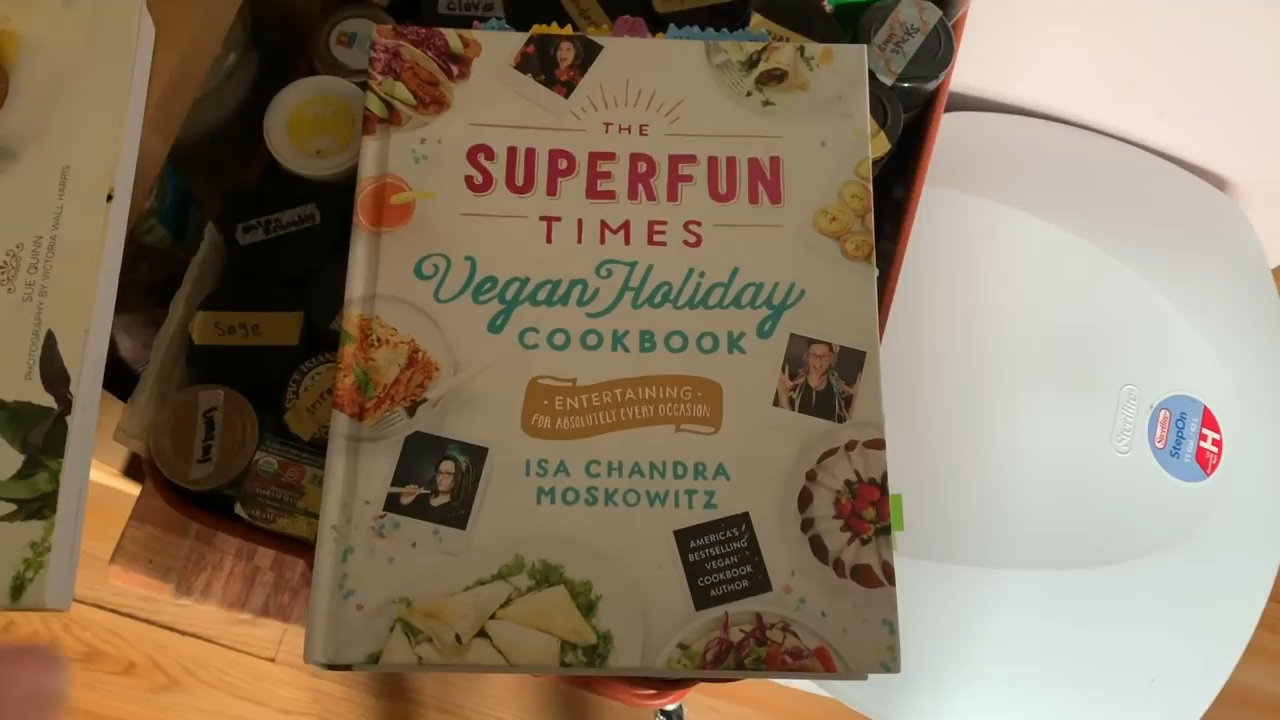 THE
SUPERFUN
TIMES
Vegan Holiday
COOKBOOK
• ENTERTAINING •
FOR ABSOLUTELY EVERY OCCASION
ISA CHANDRA
MOSKOWITZ
AMERICA'S
BESTSELLING
VEGAN
COOKBOOK
AUTHOR
SUE QUINN
PHOTOGRAPHY BY VICTORIA WALL HARRIS
Sage
Sterilite
Sterilite
StepOn
H